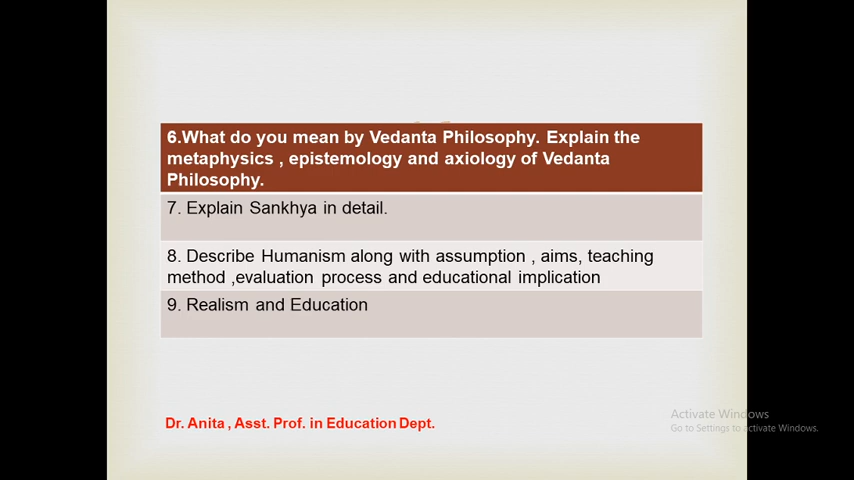 6.What do you mean by Vedanta Philosophy. Explain the
metaphysics , epistemology and axiology of Vedanta
Philosophy.
7. Explain Sankhya in detail.
8. Describe Humanism along with assumption , aims, teaching
method ,evaluation process and educational implication
9. Realism and Education
Dr. Anita , Asst. Prof. in Education Dept.
Activate Windows
Go to Settings to activate Windows.